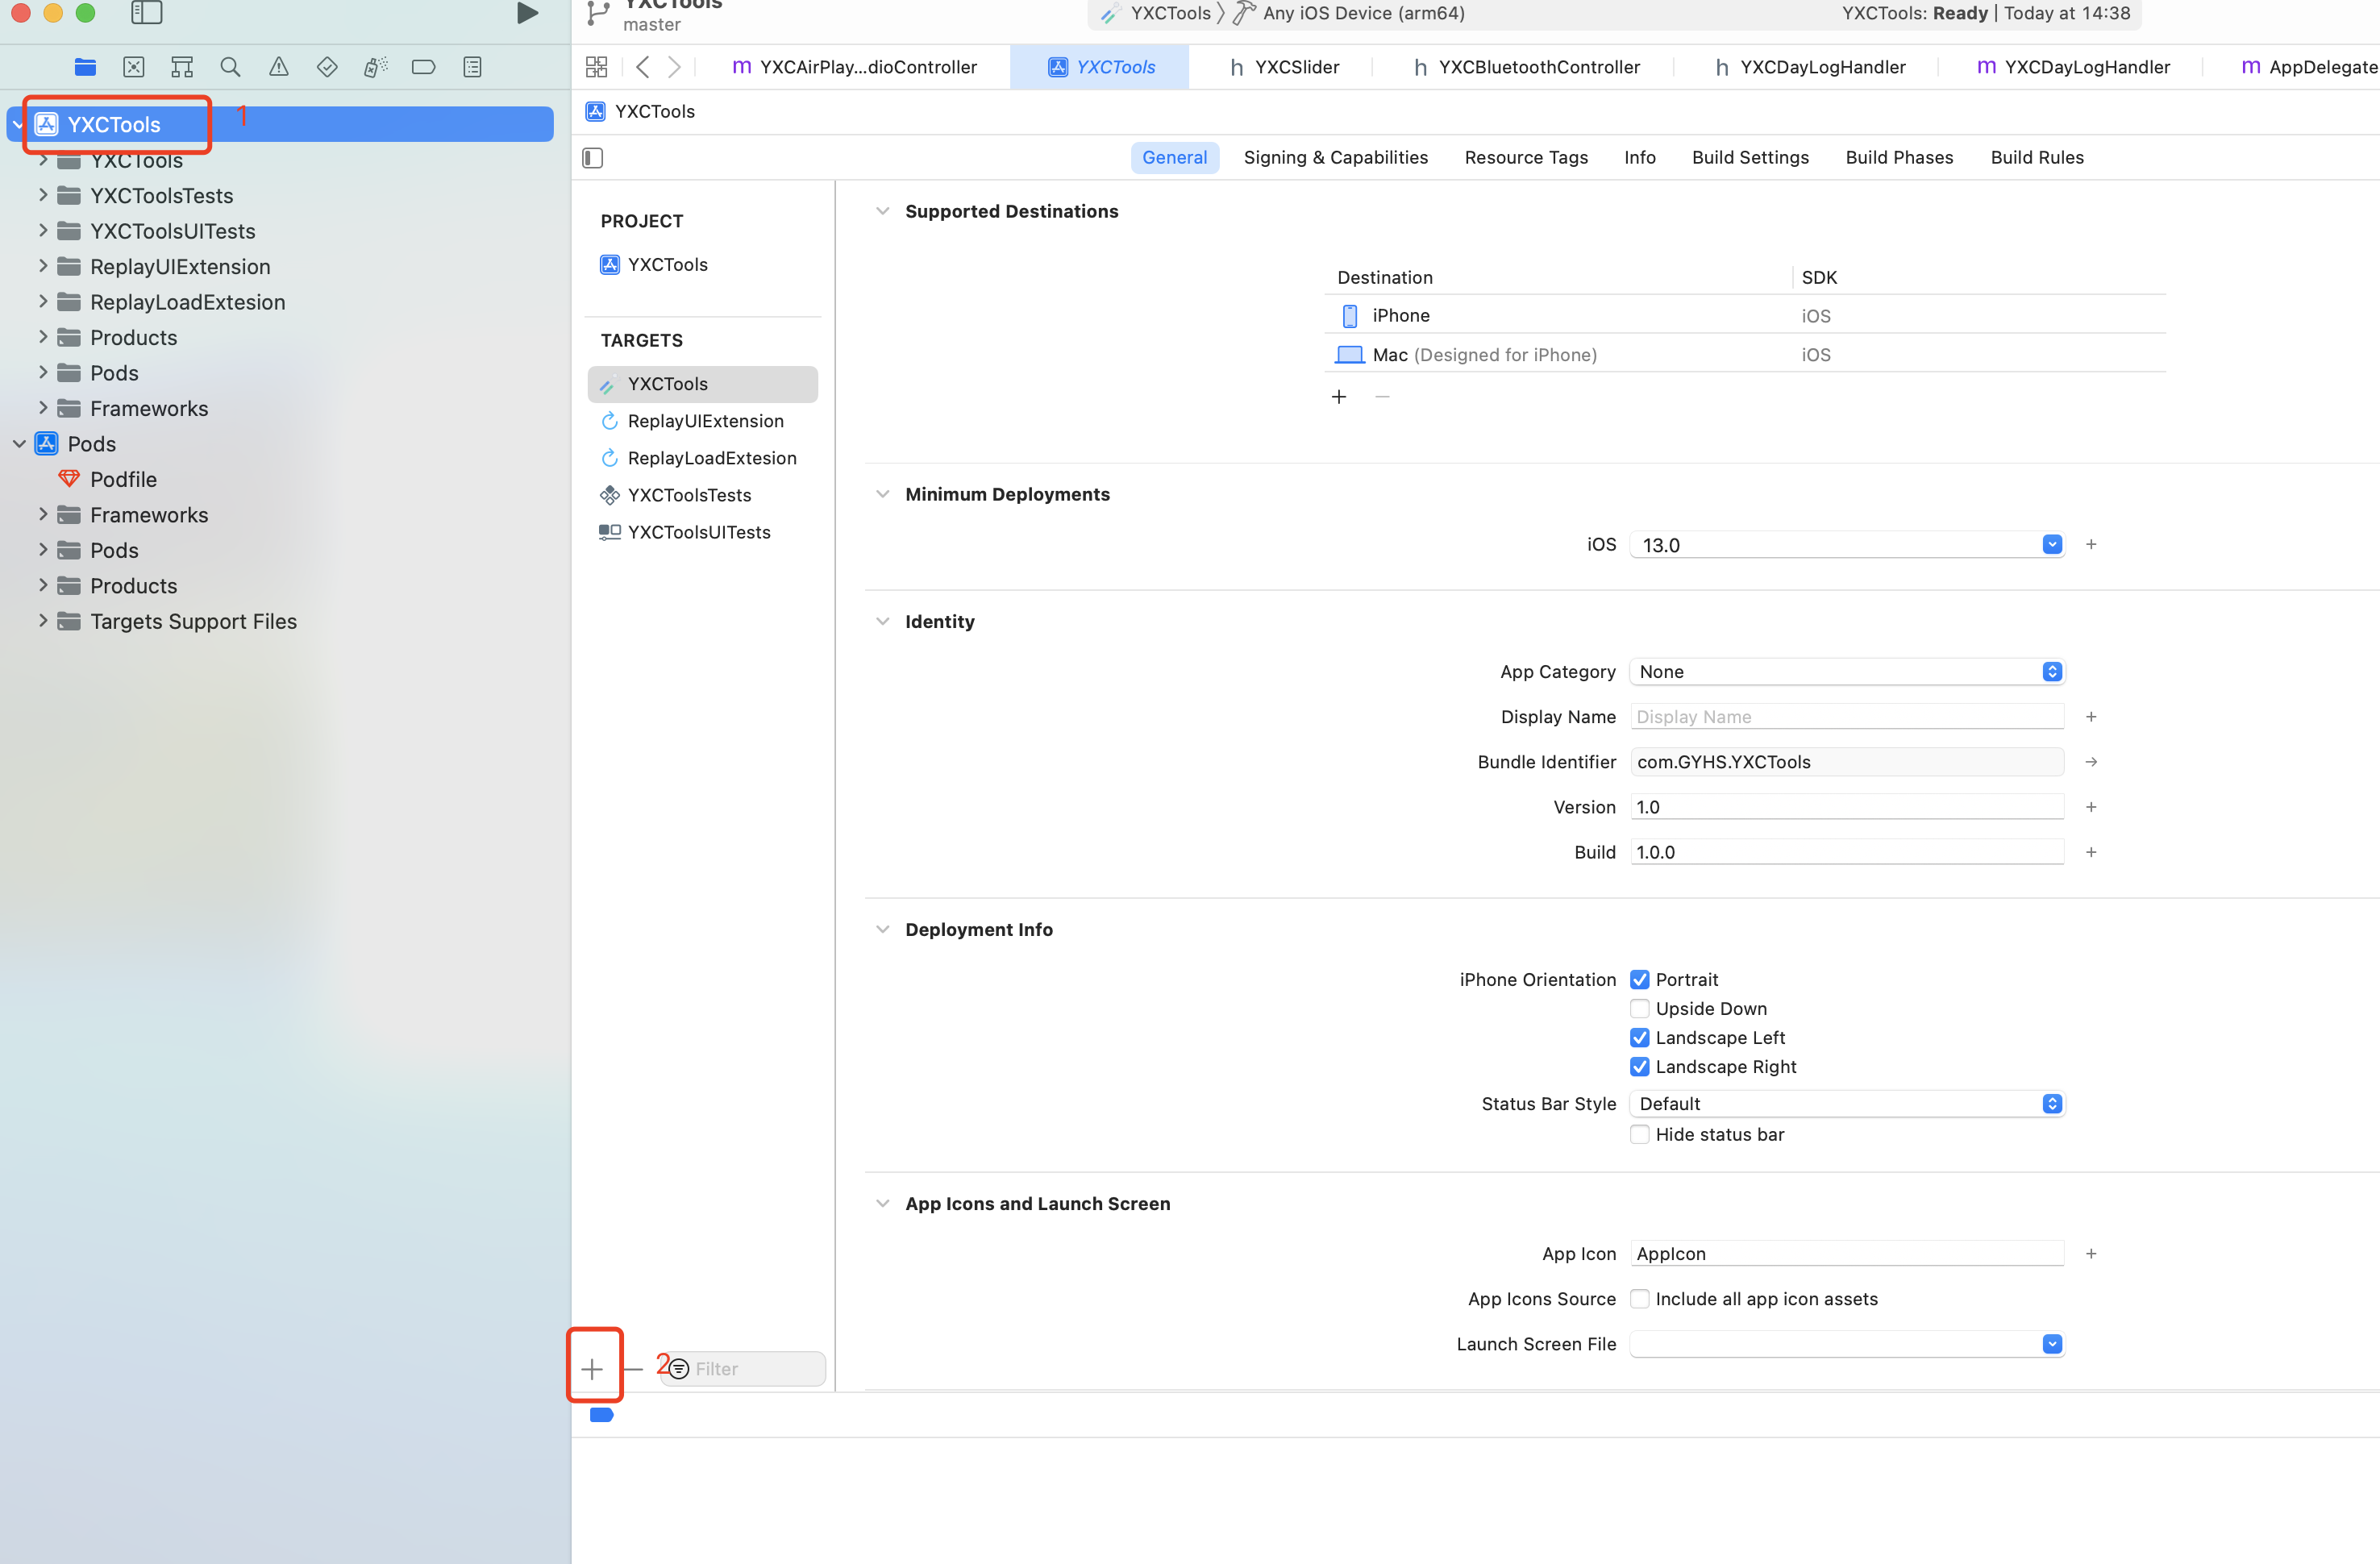 YXCTools
master
YXCTools
Any iOS Device (arm64)
YXCTools: Ready | Today at 14:38
m YXCAirPlay...dioController
YXCTools
h YXCSlider
h YXCBluetoothController
h YXCDayLogHandler
m YXCDayLogHandler
m AppDelegate
YXCTools
1
YXCTools
YXCToolsTests
YXCToolsUITests
ReplayUIExtension
ReplayLoadExtesion
Products
Pods
Frameworks
Pods
Podfile
Frameworks
Pods
Products
Targets Support Files
YXCTools
General
Signing & Capabilities
Resource Tags
Info
Build Settings
Build Phases
Build Rules
PROJECT
YXCTools
TARGETS
YXCTools
ReplayUIExtension
ReplayLoadExtesion
YXCToolsTests
YXCToolsUITests
2
Filter
Supported Destinations
Destination
SDK
iPhone
iOS
Mac (Designed for iPhone)
iOS
Minimum Deployments
iOS
13.0
Identity
App Category
None
Display Name
Display Name
Bundle Identifier
com.GYHS.YXCTools
Version
1.0
Build
1.0.0
Deployment Info
iPhone Orientation
Portrait
Upside Down
Landscape Left
Landscape Right
Status Bar Style
Default
Hide status bar
App Icons and Launch Screen
App Icon
AppIcon
App Icons Source
Include all app icon assets
Launch Screen File